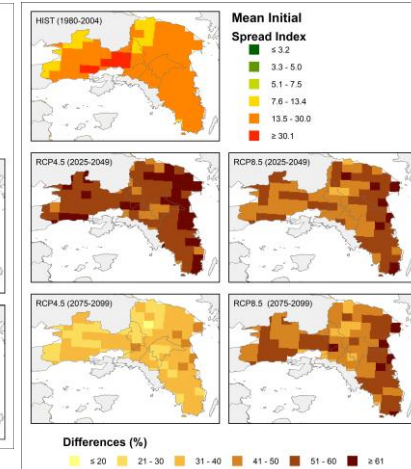 HIST (1980-2004)
Mean Initial
Spread Index
≤ 3.2
3.3 - 5.0
5.1 - 7.5
7.6 - 13.4
13.5 - 30.0
≥ 30.1
RCP4.5 (2025-2049)
RCP8.5 (2025-2049)
RCP4.5 (2075-2099)
RCP8.5 (2075-2099)
Differences (%)
≤ 20
21 - 30
31 - 40
41 - 50
51 - 60
≥ 61